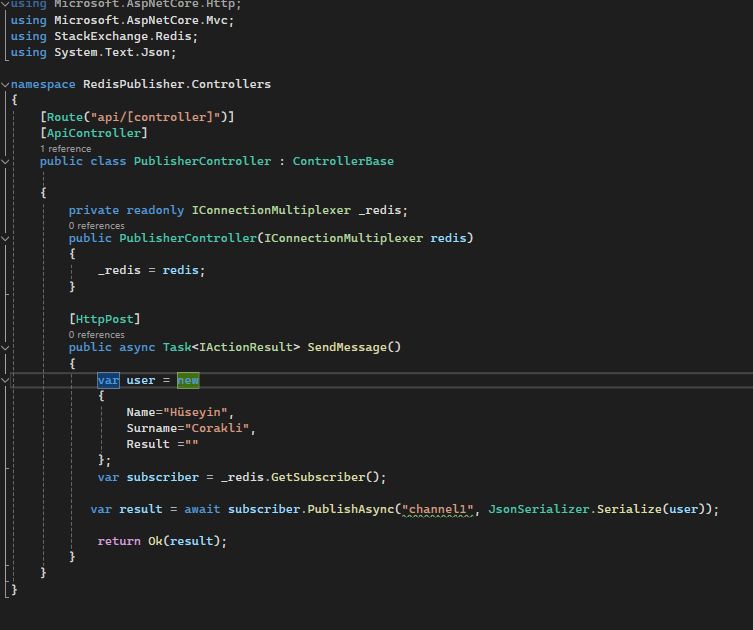 using Microsoft.AspNetCore.Http;
using Microsoft.AspNetCore.Mvc;
using StackExchange.Redis;
using System.Text.Json;
namespace RedisPublisher.Controllers
{
[Route("api/[controller]")]
[ApiController]
1 reference
public class PublisherController : ControllerBase
{
private readonly IConnectionMultiplexer _redis;
0 references
public PublisherController(IConnectionMultiplexer redis)
{
_redis = redis;
}
[HttpPost]
0 references
public async Task<IActionResult> SendMessage()
{
var user = new
{
Name="Hüseyin",
Surname="Corakli",
Result =""
};
var subscriber = _redis.GetSubscriber();
var result = await subscriber.PublishAsync("channel1", JsonSerializer.Serialize(user));
return Ok(result);
}
}
}